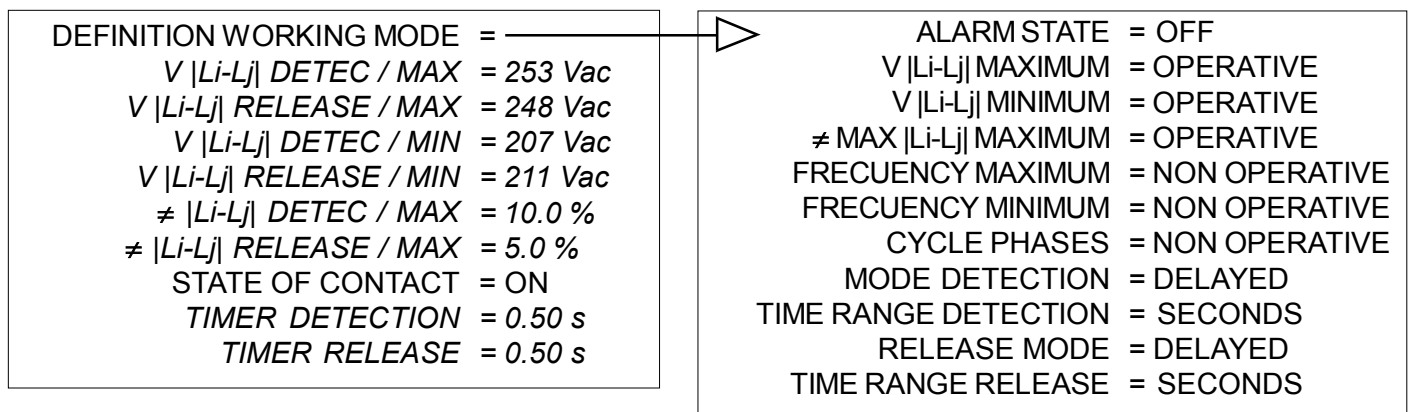 DEFINITION WORKING MODE =
V |Li-Lj| DETEC / MAX = 253 Vac
V |Li-Lj| RELEASE / MAX = 248 Vac
V |Li-Lj| DETEC / MIN = 207 Vac
V |Li-Lj| RELEASE / MIN = 211 Vac
≠ |Li-Lj| DETEC / MAX = 10.0 %
≠ |Li-Lj| RELEASE / MAX = 5.0 %
STATE OF CONTACT = ON
TIMER DETECTION = 0.50 s
TIMER RELEASE = 0.50 s
ALARM STATE = OFF
V |Li-Lj| MAXIMUM = OPERATIVE
V |Li-Lj| MINIMUM = OPERATIVE
≠ MAX |Li-Lj| MAXIMUM = OPERATIVE
FRECUENCY MAXIMUM = NON OPERATIVE
FRECUENCY MINIMUM = NON OPERATIVE
CYCLE PHASES = NON OPERATIVE
MODE DETECTION = DELAYED
TIME RANGE DETECTION = SECONDS
RELEASE MODE = DELAYED
TIME RANGE RELEASE = SECONDS